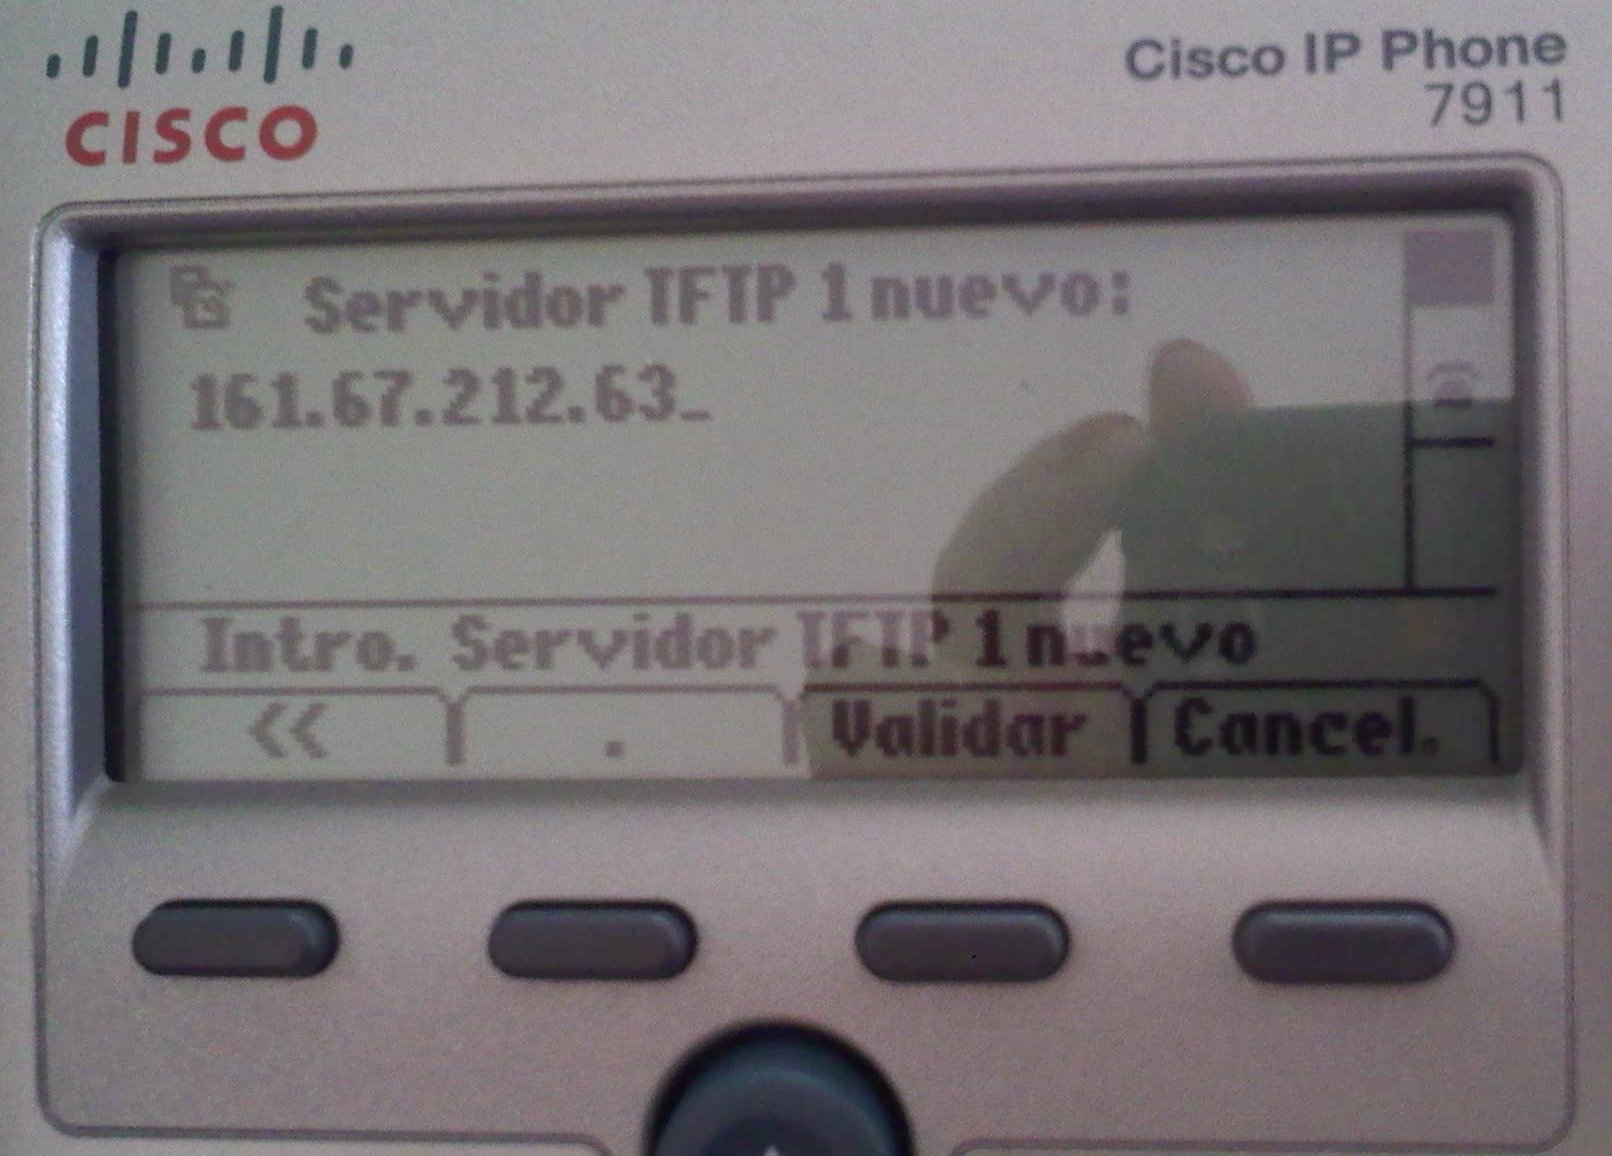 CISCO
Cisco IP Phone
7911
Servidor TFTP 1 nuevo:
161.67.212.63_
Intro. Servidor TFTP 1 nuevo
<< . Validar Cancel.